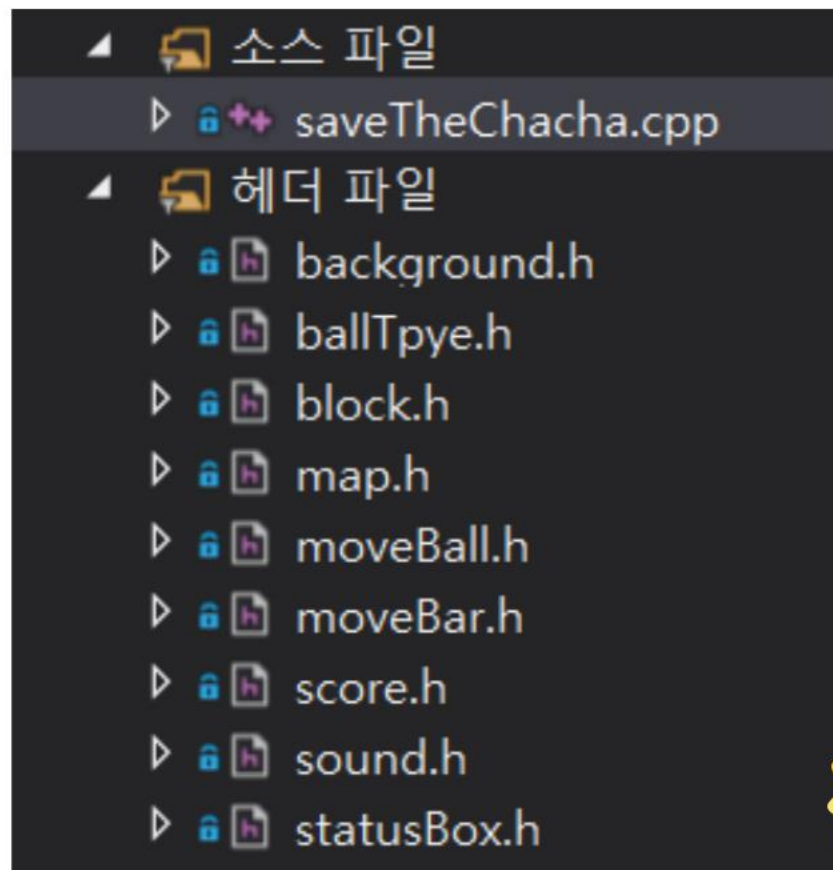 소스 파일
saveTheChacha.cpp
헤더 파일
background.h
ballTpye.h
block.h
map.h
moveBall.h
moveBar.h
score.h
sound.h
statusBox.h